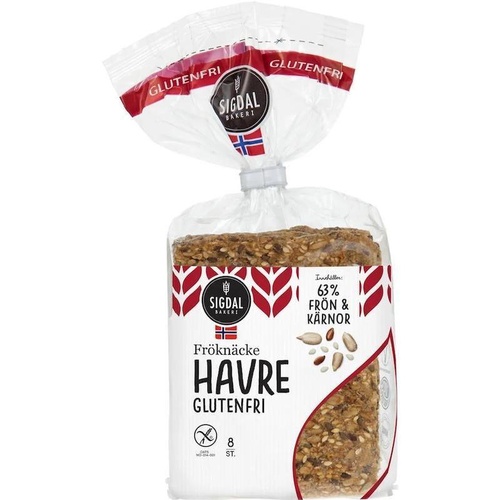 GLUTENFRI
GLUTENFRI
SIGDAL
BAKERI
Innehåller:
63%
FRÖN &
KÄRNOR
SIGDAL
BAKERI
Fröknäcke
HAVRE
GLUTENFRI
8
ST.